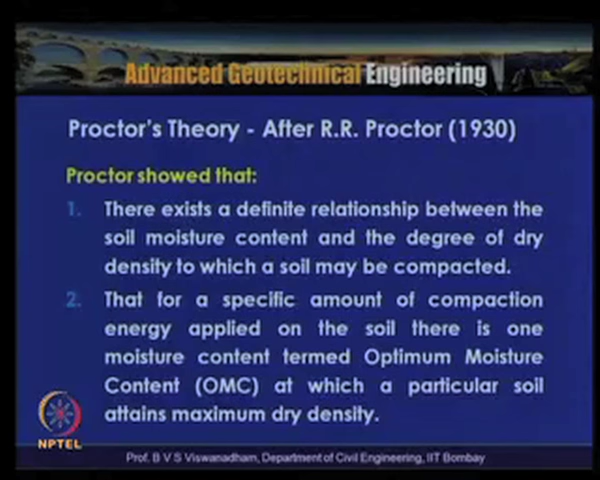 Advanced Geotechnical Engineering
Proctor's Theory - After R.R. Proctor (1930)
Proctor showed that:
1. There exists a definite relationship between the
soil moisture content and the degree of dry
density to which a soil may be compacted.
2. That for a specific amount of compaction
energy applied on the soil there is one
moisture content termed Optimum Moisture
Content (OMC) at which a particular soil
attains maximum dry density.
NPTEL
Prof. B V S Viswanadham, Department of Civil Engineering, IIT Bombay